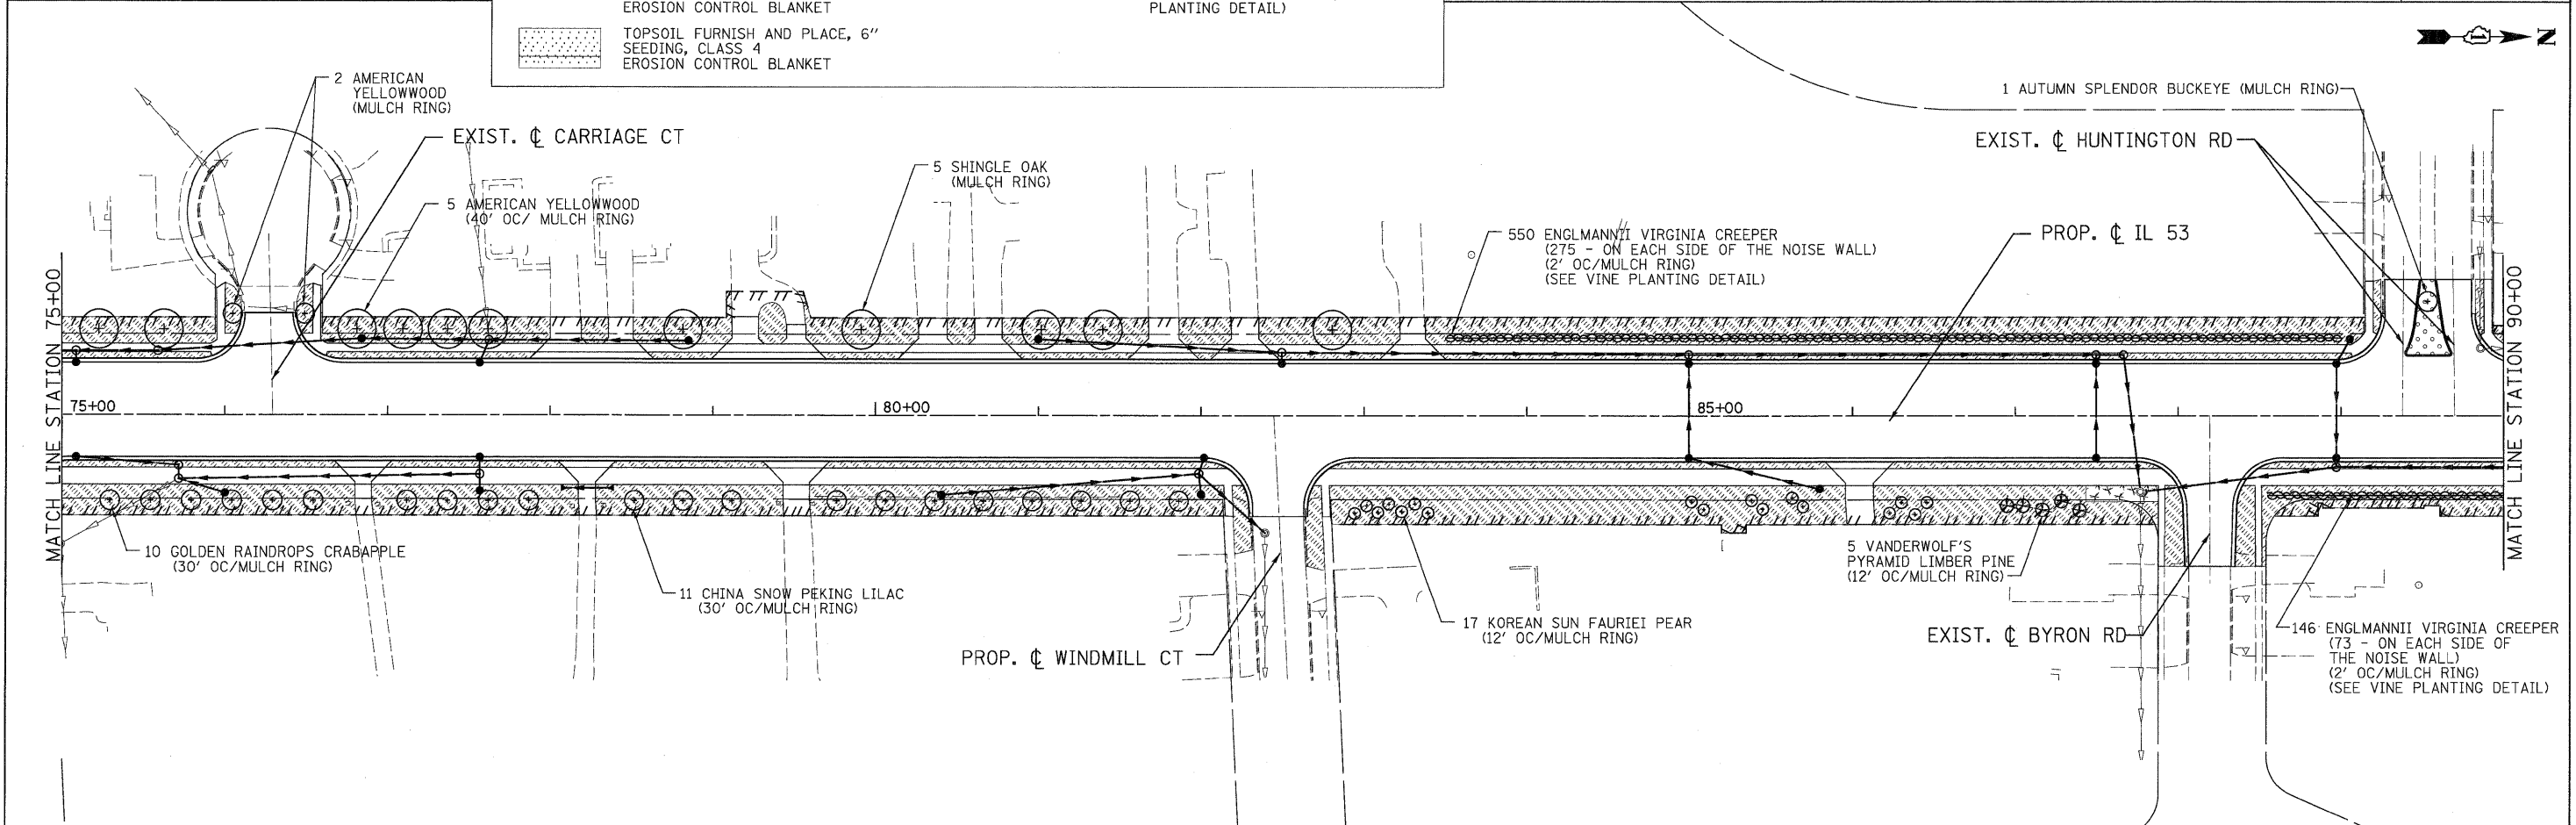 EROSION CONTROL BLANKET
PLANTING DETAIL)
TOPSOIL FURNISH AND PLACE, 6"
SEEDING, CLASS 4
EROSION CONTROL BLANKET
N
2 AMERICAN
YELLOWWOOD
(MULCH RING)
EXIST. ℄ CARRIAGE CT
5 AMERICAN YELLOWWOOD
(40' OC/ MULCH RING)
5 SHINGLE OAK
(MULCH RING)
1 AUTUMN SPLENDOR BUCKEYE (MULCH RING)
EXIST. ℄ HUNTINGTON RD
550 ENGLMANNII VIRGINIA CREEPER
(275 - ON EACH SIDE OF THE NOISE WALL)
(2' OC/MULCH RING)
(SEE VINE PLANTING DETAIL)
PROP. ℄ IL 53
MATCH LINE STATION 75+00
75+00
80+00
85+00
MATCH LINE STATION 90+00
10 GOLDEN RAINDROPS CRABAPPLE
(30' OC/MULCH RING)
11 CHINA SNOW PEKING LILAC
(30' OC/MULCH RING)
PROP. ℄ WINDMILL CT
17 KOREAN SUN FAURIEI PEAR
(12' OC/MULCH RING)
5 VANDERWOLF'S
PYRAMID LIMBER PINE
(12' OC/MULCH RING)
EXIST. ℄ BYRON RD
146 ENGLMANNII VIRGINIA CREEPER
(73 - ON EACH SIDE OF
THE NOISE WALL)
(2' OC/MULCH RING)
(SEE VINE PLANTING DETAIL)